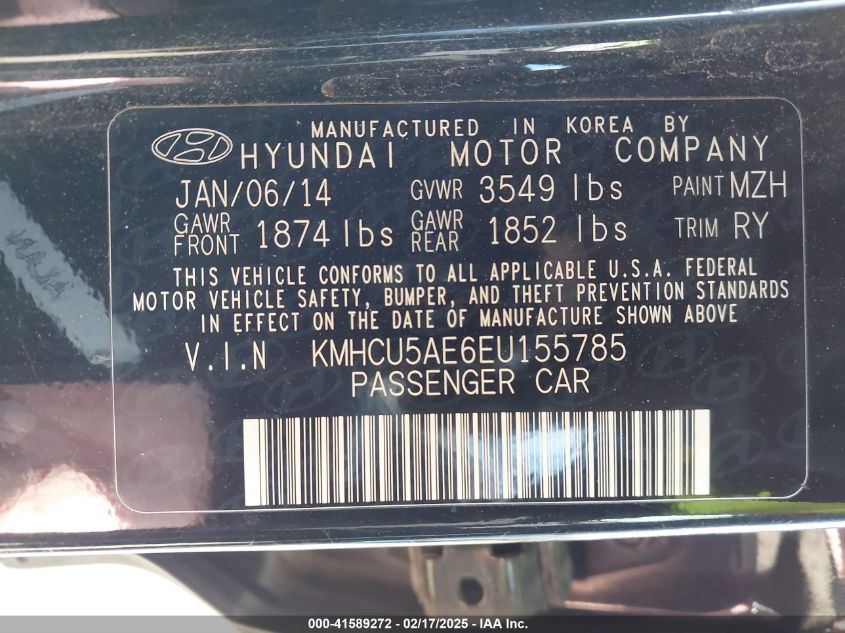 MANUFACTURED IN KOREA BY
HYUNDAI MOTOR COMPANY
JAN/06/14 GVWR 3549 lbs PAINT MZH
GAWR FRONT 1874 lbs GAWR REAR 1852 lbs TRIM RY
THIS VEHICLE CONFORMS TO ALL APPLICABLE U.S.A. FEDERAL
MOTOR VEHICLE SAFETY, BUMPER, AND THEFT PREVENTION STANDARDS
IN EFFECT ON THE DATE OF MANUFACTURE SHOWN ABOVE
V.I.N KMHCU5AE6EU155785
PASSENGER CAR
000-41589272 - 02/17/2025 - IAA Inc.